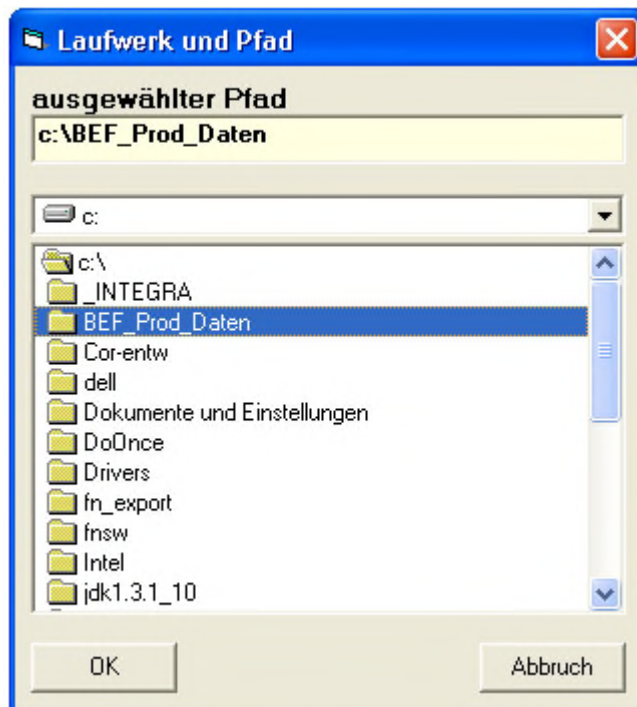 Laufwerk und Pfad
ausgewählter Pfad
c:\BEF_Prod_Daten
c:
c:\
_INTEGRA
BEF_Prod_Daten
Cor-entw
dell
Dokumente und Einstellungen
DoOnce
Drivers
fn_export
fnsw
Intel
jdk1.3.1_10
OK
Abbruch